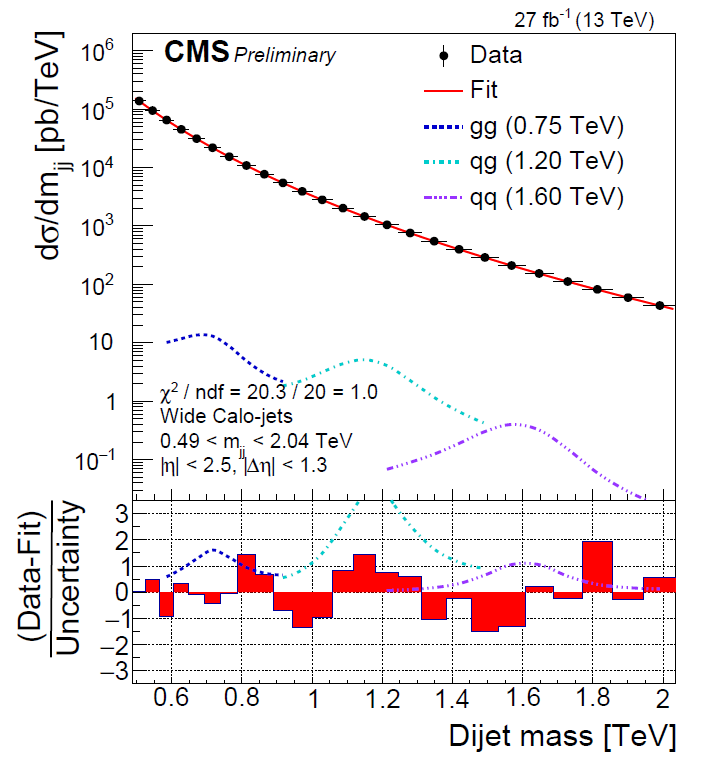 27 fb⁻¹ (13 TeV)
CMS Preliminary
Data
Fit
gg (0.75 TeV)
qg (1.20 TeV)
qq (1.60 TeV)
dσ/dm_jj [pb/TeV]
10⁶
10⁵
10⁴
10³
10²
10
1
10⁻¹
χ² / ndf = 20.3 / 20 = 1.0
Wide Calo-jets
0.49 < m_jj < 2.04 TeV
|η| < 2.5, |Δη| < 1.3
(Data-Fit)
Uncertainty
3
2
1
0
−1
−2
−3
0.6 0.8 1 1.2 1.4 1.6 1.8 2
Dijet mass [TeV]